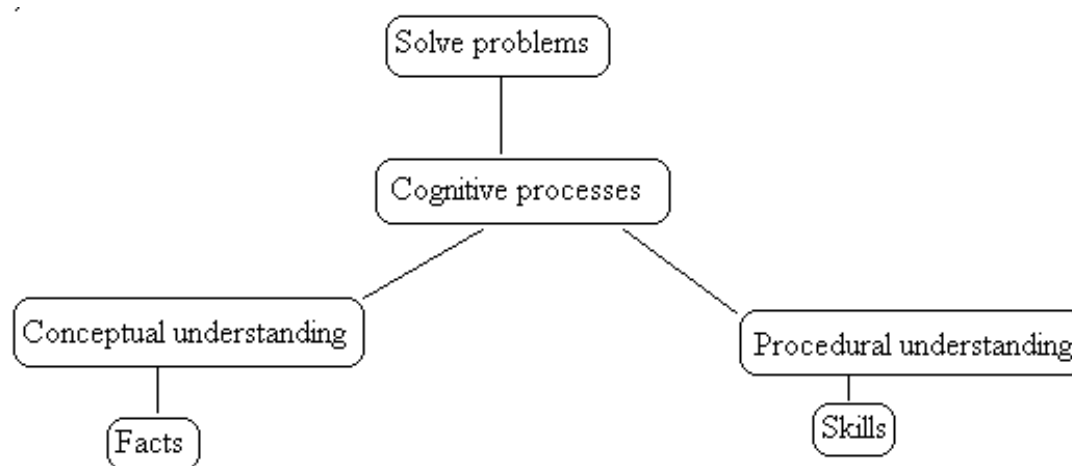 Solve problems
Cognitive processes
Conceptual understanding
Procedural understanding
Facts
Skills